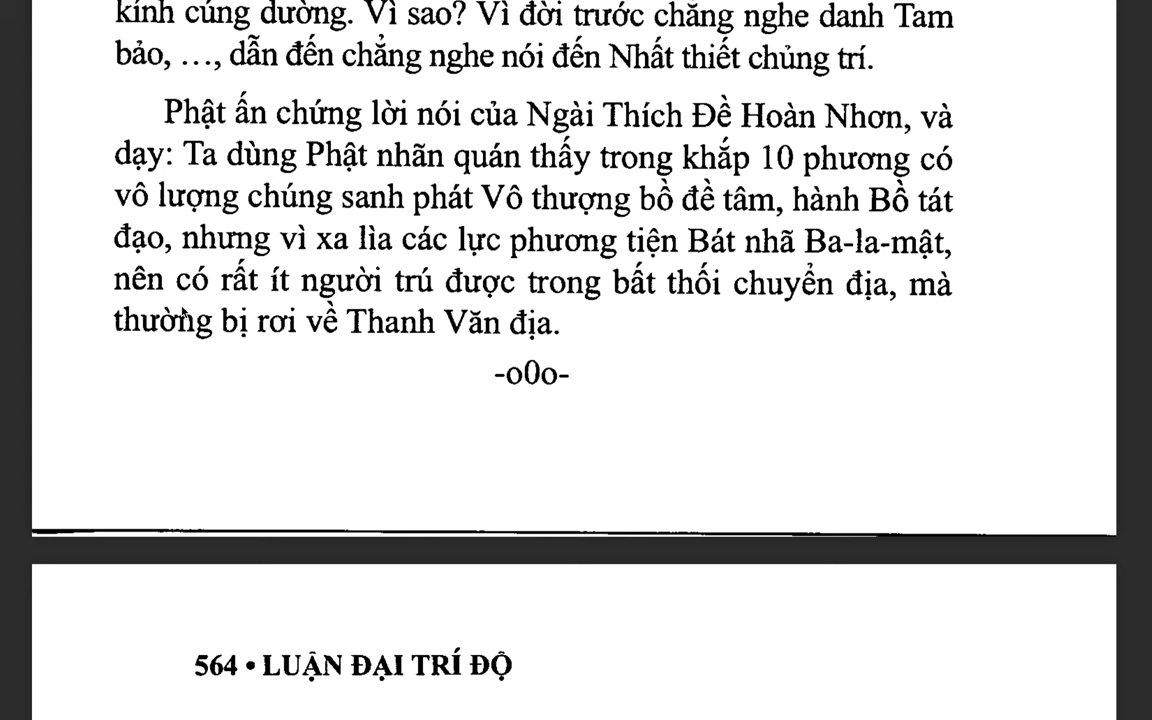 kính cúng dường. Vì sao? Vì đời trước chẳng nghe danh Tam
bảo, …, dẫn đến chẳng nghe nói đến Nhất thiết chủng trí.
Phật ấn chứng lời nói của Ngài Thích Đề Hoàn Nhơn, và
dạy: Ta dùng Phật nhãn quán thấy trong khắp 10 phương có
vô lượng chúng sanh phát Vô thượng bồ đề tâm, hành Bồ tát
đạo, nhưng vì xa lìa các lực phương tiện Bát nhã Ba-la-mật,
nên có rất ít người trú được trong bất thối chuyển địa, mà
thường bị rơi về Thanh Văn địa.
-o0o-
564 • LUẬN ĐẠI TRÍ ĐỘ